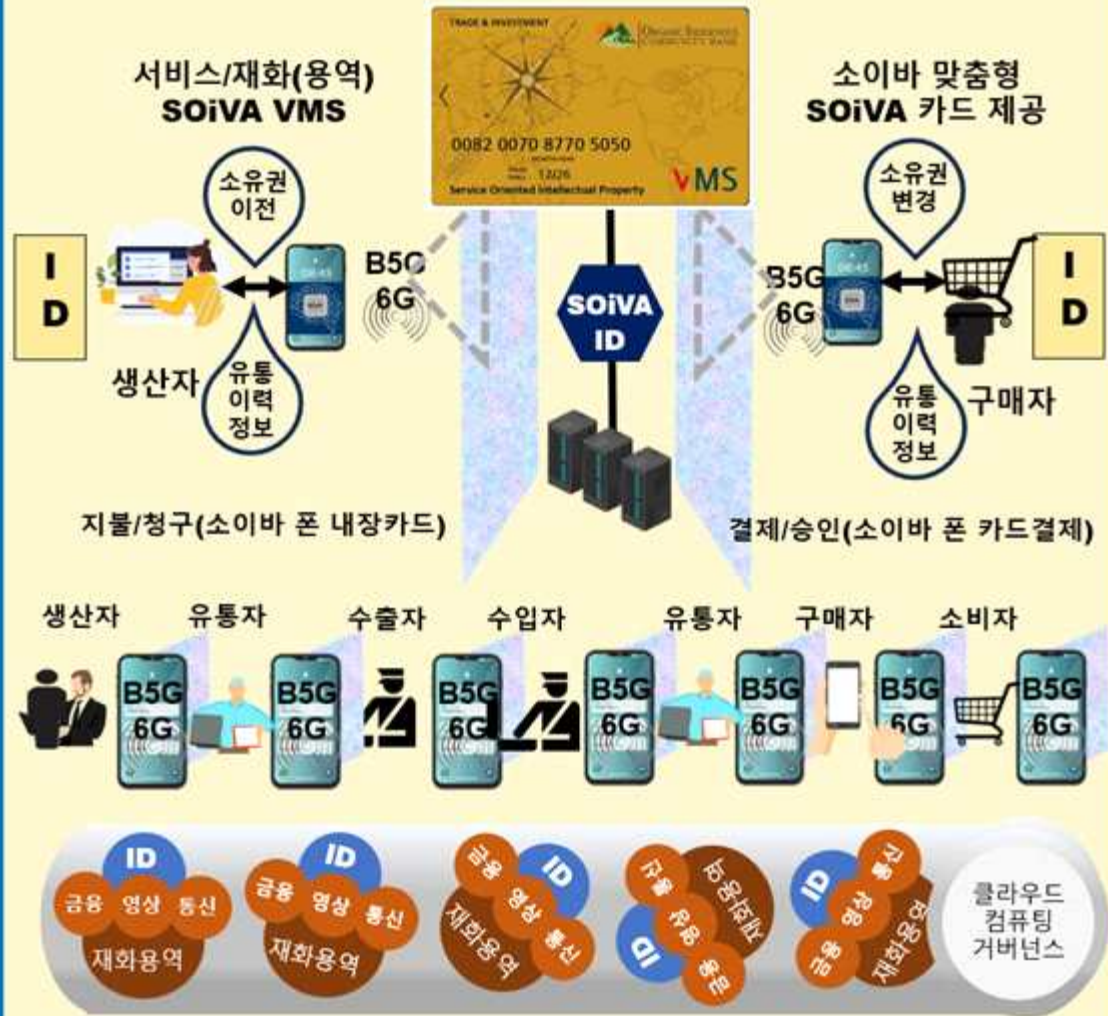 TRADE & INVESTMENT
ORGANIC RESOURCE
COMMUNITY BANK
0082 0070 8770 5050
12/26
Service Oriented Intellectual Property
VMS
서비스/재화(용역)
SOiVA VMS
소이바 맞춤형
SOiVA 카드 제공
소유권
이전
소유권
변경
I
D
B5G
6G
SOiVA
ID
B5G
6G
I
D
08:45
08:45
생산자
유통
이력
정보
유통
이력
정보
구매자
지불/청구(소이바 폰 내장카드)
결제/승인(소이바 폰 카드결제)
생산자 유통자 수출자 수입자 유통자 구매자 소비자
B5G B5G B5G B5G B5G B5G B5G
6G 6G 6G 6G 6G 6G 6G
ID
금융 영상 통신
재화용역
ID
금융 영상 통신
재화용역
ID
금융 영상 통신
재화용역
ID
금융 영상 통신
재화용역
ID
금융 영상 통신
재화용역
클라우드
컴퓨팅
거버넌스